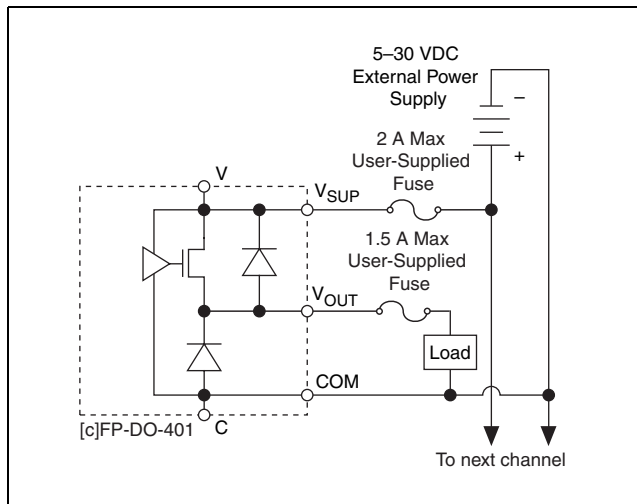 5–30 VDC
External Power
Supply
–
+
2 A Max
User-Supplied
Fuse
V
VSUP
1.5 A Max
User-Supplied
Fuse
VOUT
Load
COM
C
[c]FP-DO-401
To next channel